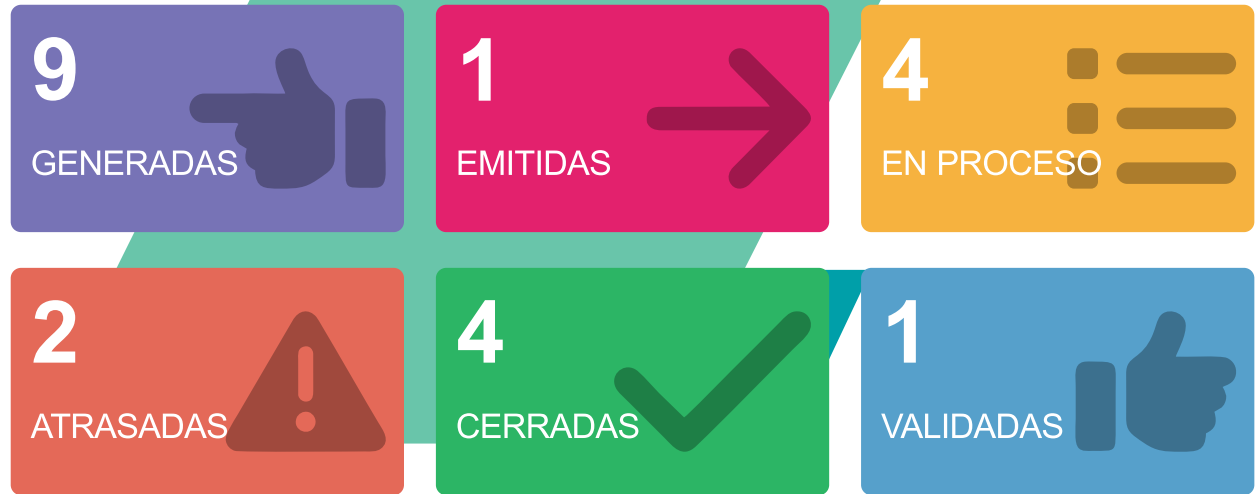 9
GENERADAS
1
EMITIDAS
4
EN PROCESO
2
ATRASADAS
4
CERRADAS
1
VALIDADAS